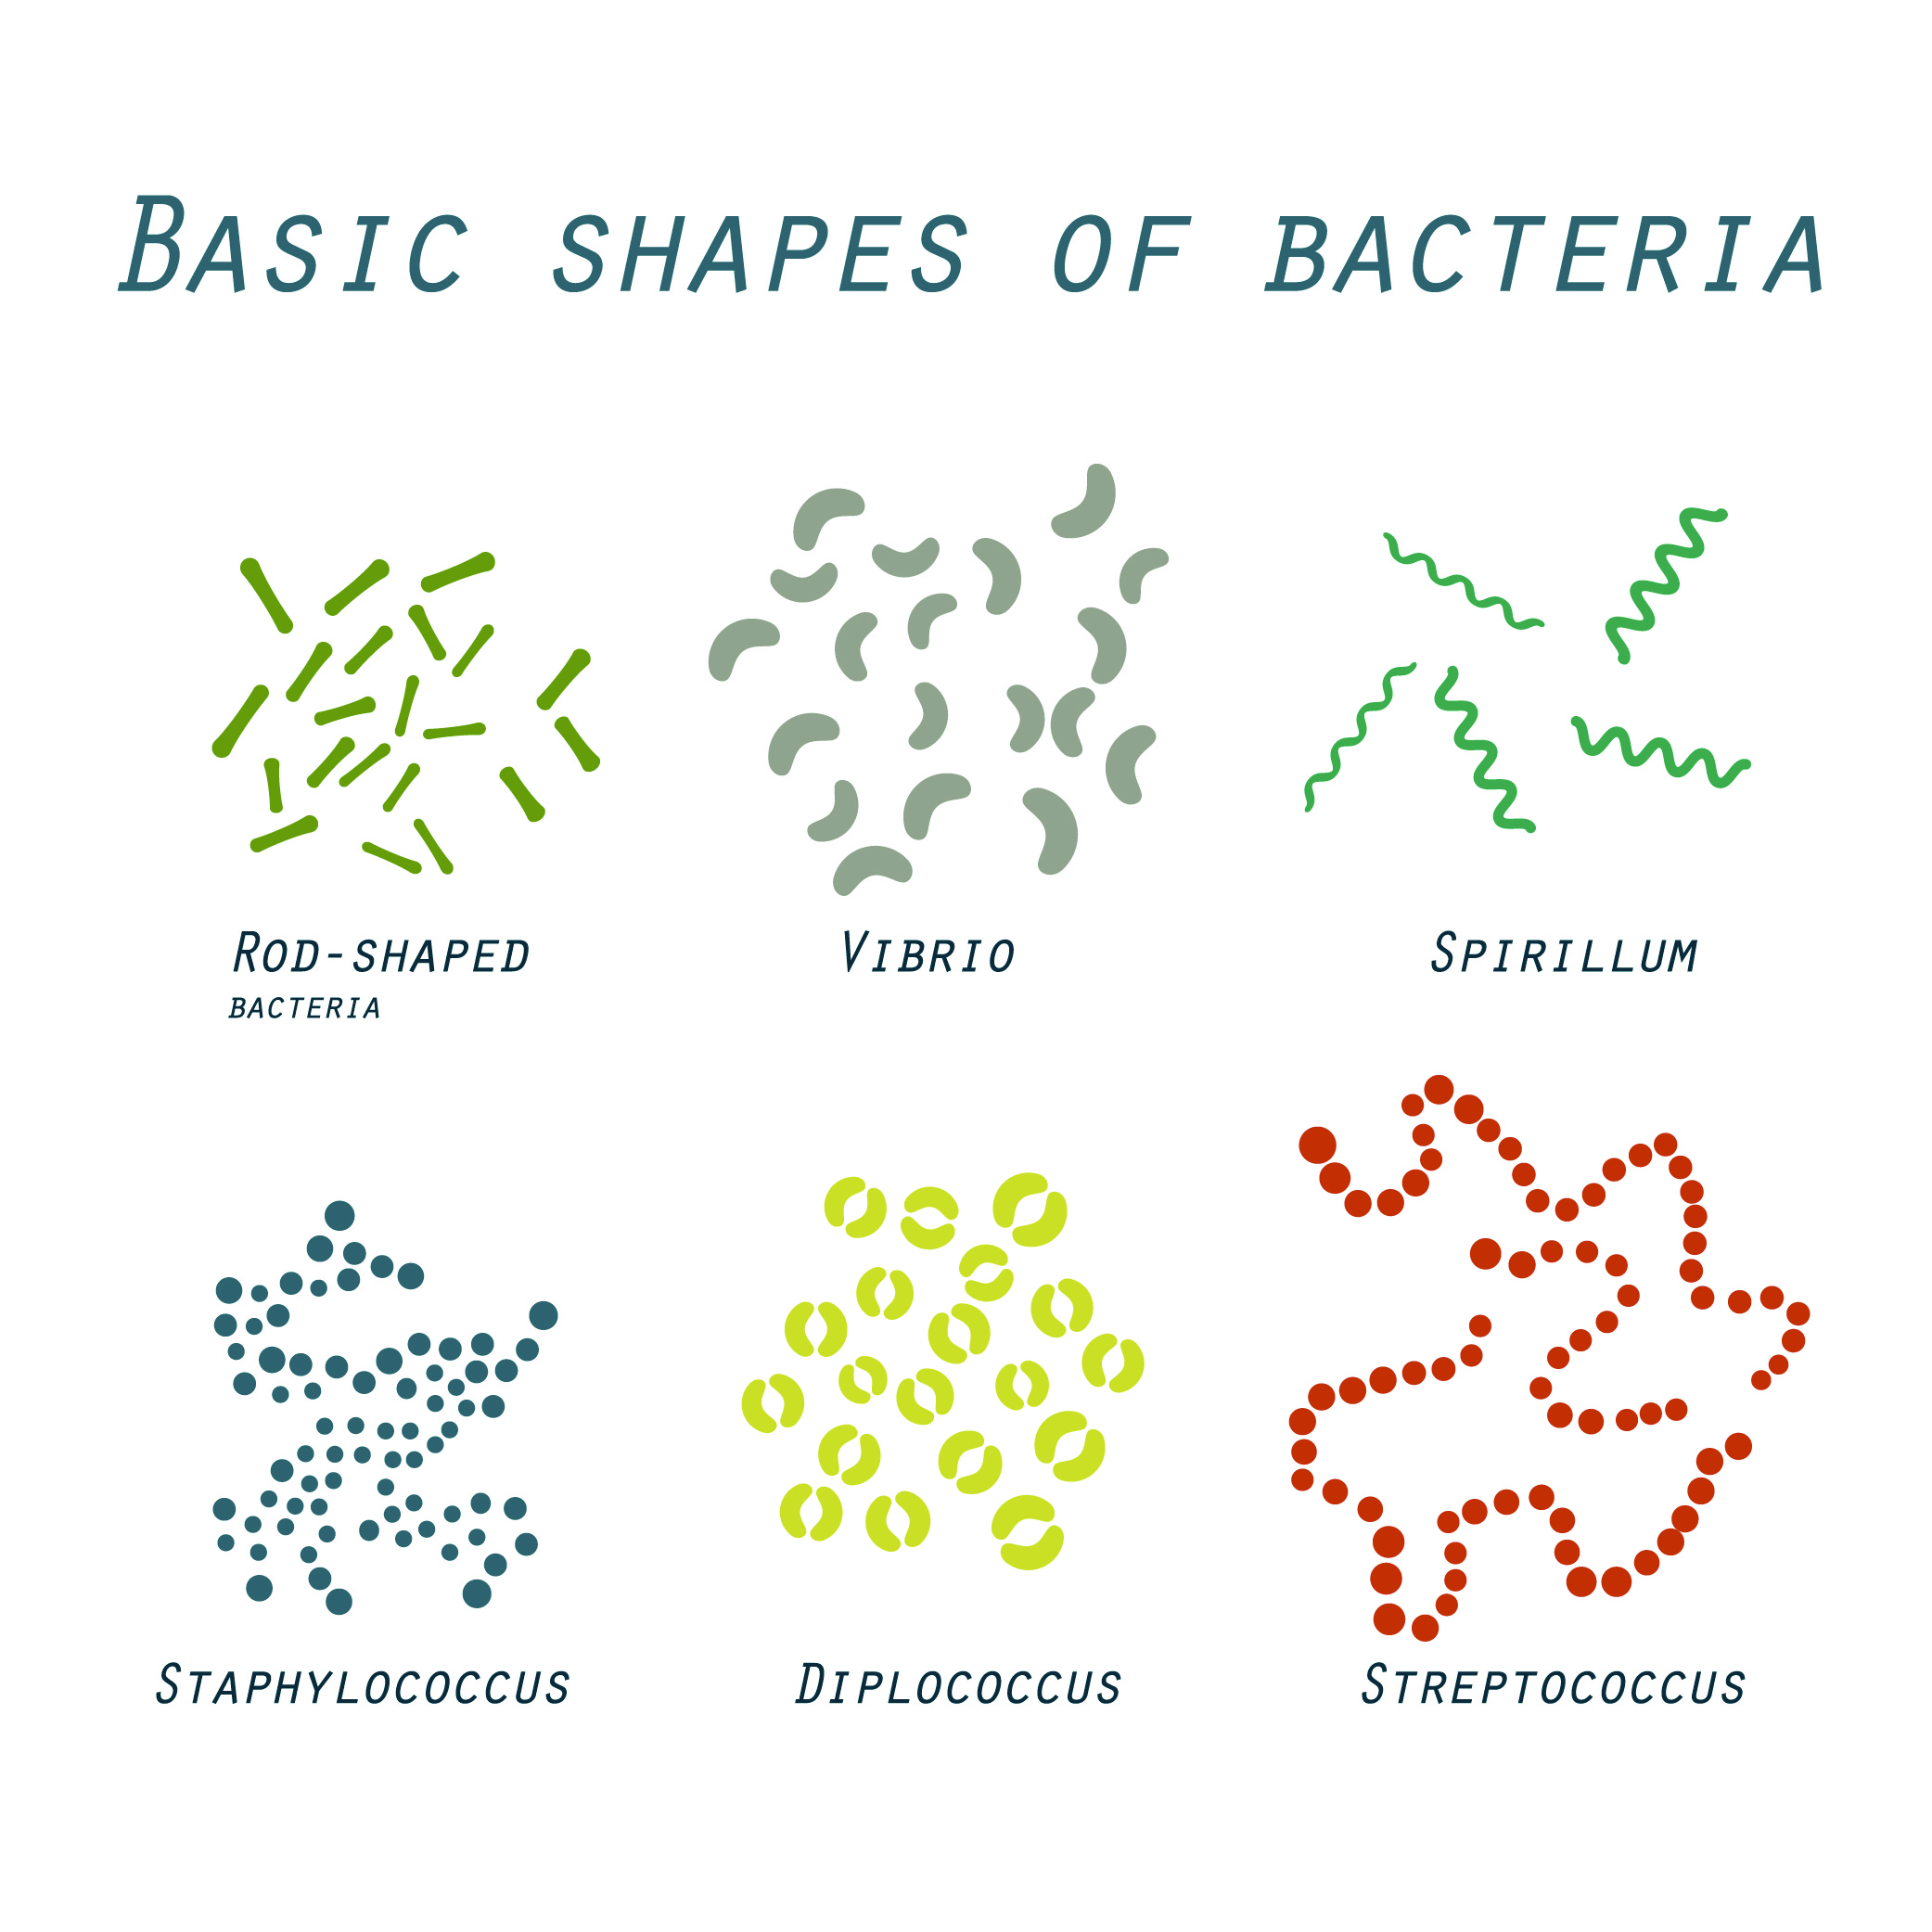 Basic shapes of bacteria
Rod-shaped
bacteria
Vibrio
Spirillum
Staphylococcus
Diplococcus
Streptococcus